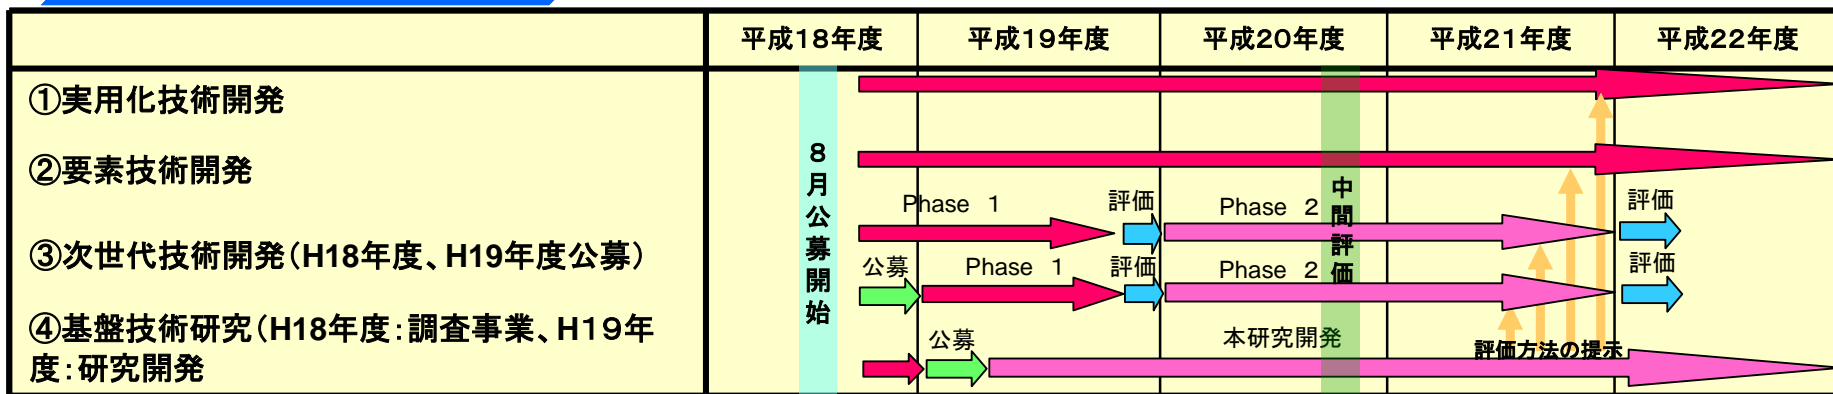 平成18年度 平成19年度 平成20年度 平成21年度 平成22年度
①実用化技術開発
②要素技術開発
③次世代技術開発(H18年度、H19年度公募)
④基盤技術研究(H18年度:調査事業、H19年
度:研究開発
8月公募開始
中間評価
Phase 1 評価 Phase 2 評価
公募 Phase 1 評価 Phase 2 評価
公募 本研究開発
評価方法の提示